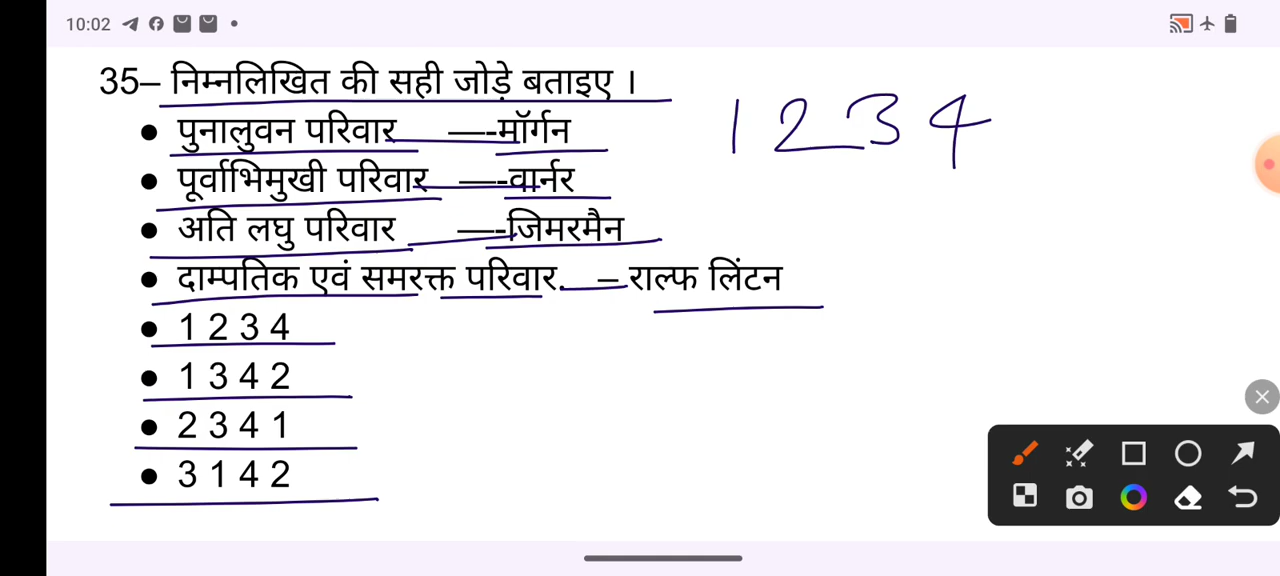 10:02
35– निम्नलिखित की सही जोड़े बताइए ।
1 2 3 4
● पुनालुवन परिवार —-मॉर्गन
● पूर्वाभिमुखी परिवार —-वार्नर
● अति लघु परिवार —-जिमरमैन
● दाम्पतिक एवं समरक्त परिवार. – राल्फ लिंटन
● 1 2 3 4
● 1 3 4 2
● 2 3 4 1
● 3 1 4 2